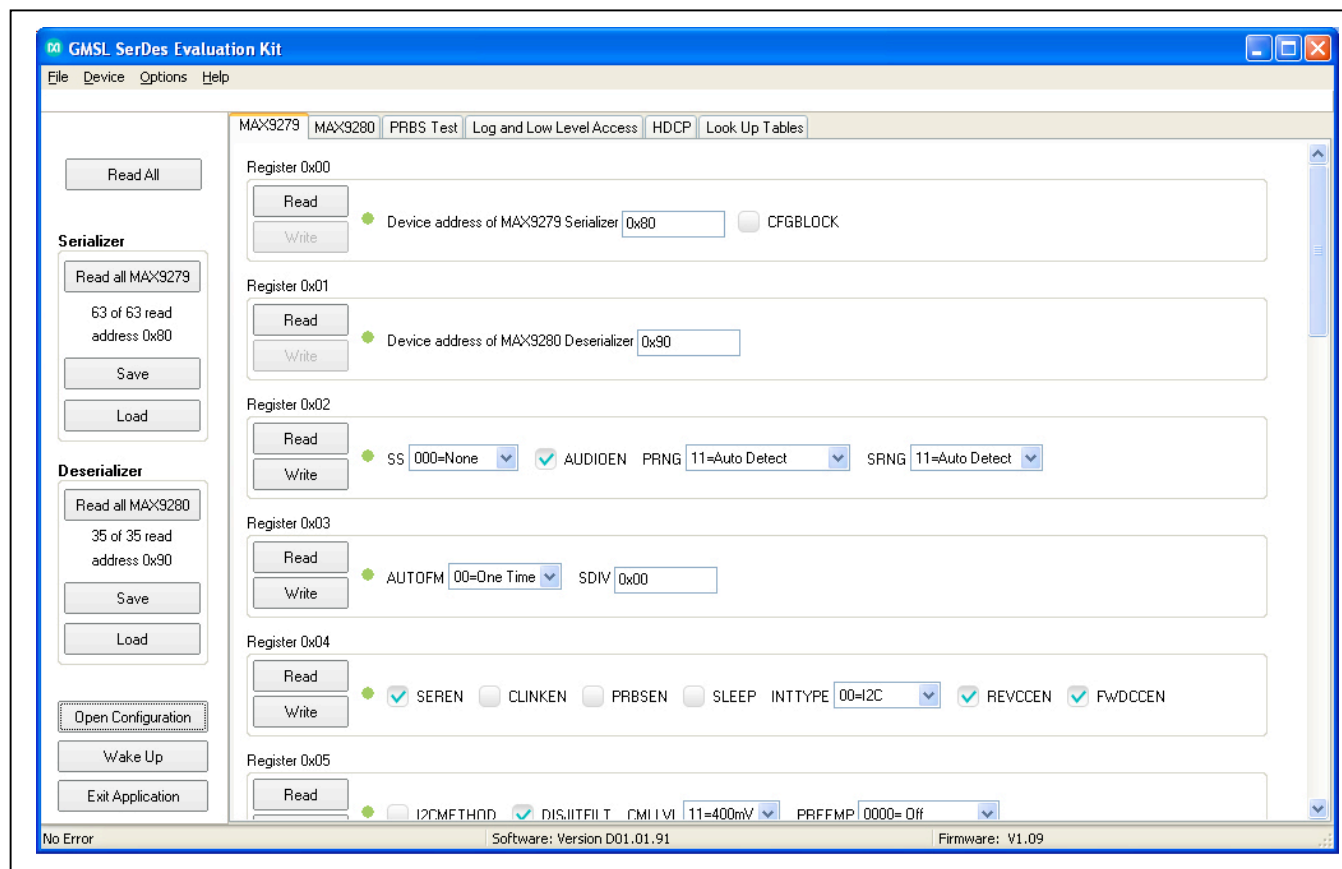 GMSL SerDes Evaluation Kit
File Device Options Help
MAX9279 MAX9280 PRBS Test Log and Low Level Access HDCP Look Up Tables
Read All
Serializer
Read all MAX9279
63 of 63 read
address 0x80
Save
Load
Deserializer
Read all MAX9280
35 of 35 read
address 0x90
Save
Load
Open Configuration
Wake Up
Exit Application
Register 0x00
Read
Write
Device address of MAX9279 Serializer 0x80 CFGBLOCK
Register 0x01
Read
Write
Device address of MAX9280 Deserializer 0x90
Register 0x02
Read
Write
SS 000=None AUDIOEN PRNG 11=Auto Detect SRNG 11=Auto Detect
Register 0x03
Read
Write
AUTOFM 00=One Time SDIV 0x00
Register 0x04
Read
Write
SEREN CLINKEN PRBSEN SLEEP INTTYPE 00=I2C REVCCEN FWDCCEN
Register 0x05
Read
I2CMETHOD DISJITFILT CMLLVL 11=400mV PREEMP 0000= Off
No Error Software: Version D01.01.91 Firmware: V1.09